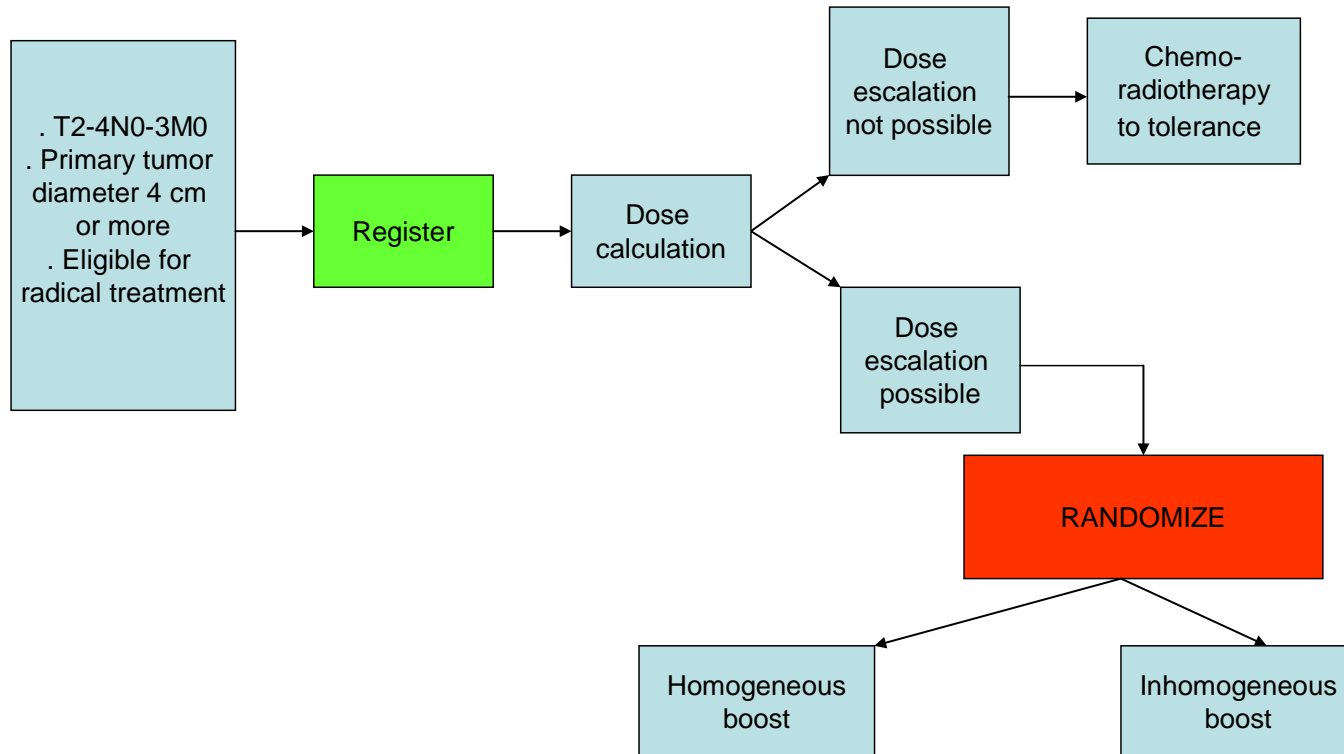 . T2-4N0-3M0
. Primary tumor
diameter 4 cm
or more
. Eligible for
radical treatment
Register
Dose
calculation
Dose
escalation
not possible
Chemo-
radiotherapy
to tolerance
Dose
escalation
possible
RANDOMIZE
Homogeneous
boost
Inhomogeneous
boost